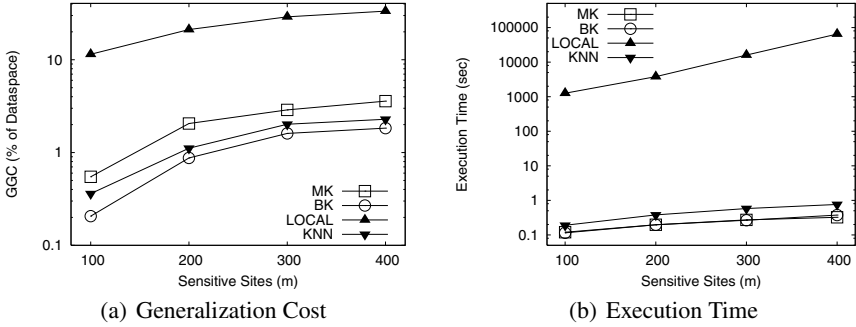 GGC (% of Dataspace)
10
1
0.1
100
200
300
400
Sensitive Sites (m)
MK
BK
LOCAL
KNN
(a) Generalization Cost
Execution Time (sec)
100000
10000
1000
100
10
1
0.1
MK
BK
LOCAL
KNN
100
200
300
400
Sensitive Sites (m)
(b) Execution Time